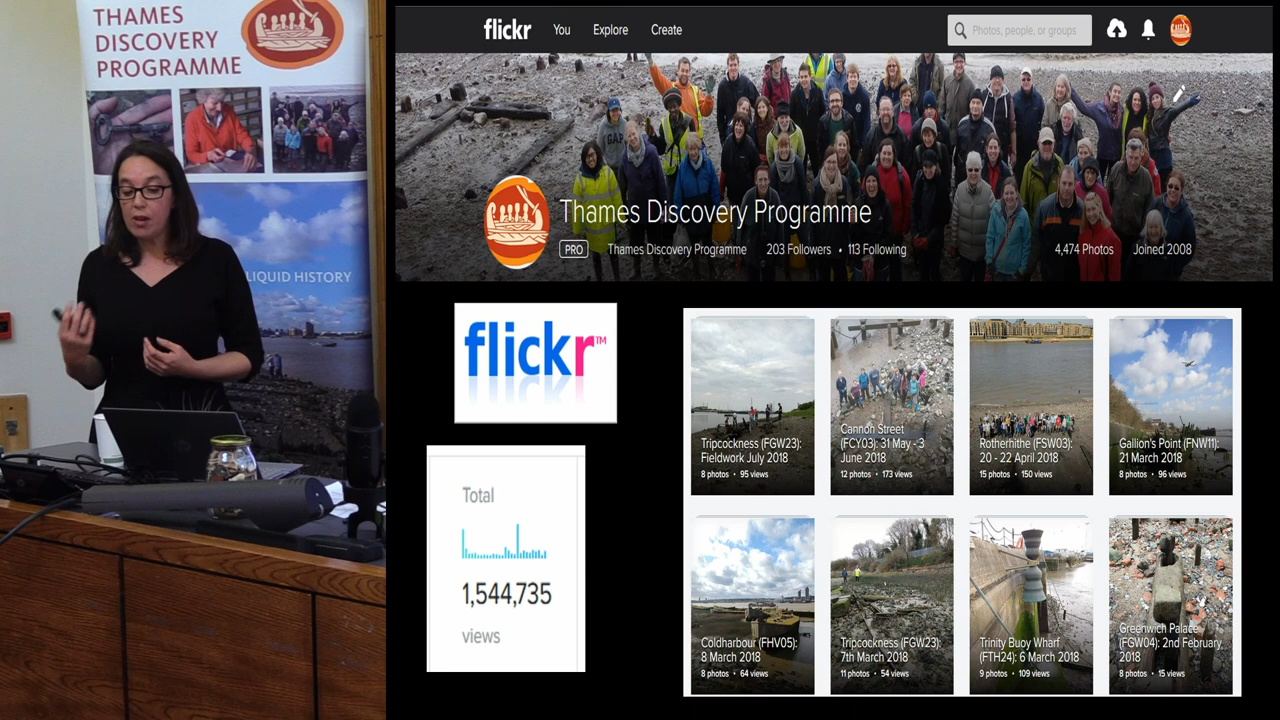 THAMES
DISCOVERY
PROGRAMME
LIQUID HISTORY
flickr
You
Explore
Create
Photos, people, or groups
GAP
Thames Discovery Programme
PRO
Thames Discovery Programme
203 Followers • 113 Following
4,474 Photos
Joined 2008
flickr™
Total
1,544,735
views
Tripcockness (FGW23):
Fieldwork July 2018
8 photos • 95 views
Cannon Street
(FCY03): 31 May - 3
June 2018
12 photos • 173 views
Rotherhithe (FSW03):
20 - 22 April 2018
15 photos • 150 views
Gallion's Point (FNW11):
21 March 2018
8 photos • 96 views
Coldharbour (FHV05):
8 March 2018
8 photos • 64 views
Tripcockness (FGW23):
7th March 2018
11 photos • 54 views
Trinity Buoy Wharf
(FTH24): 6 March 2018
9 photos • 109 views
Greenwich Palace
(FGW04): 2nd February,
2018
8 photos • 15 views